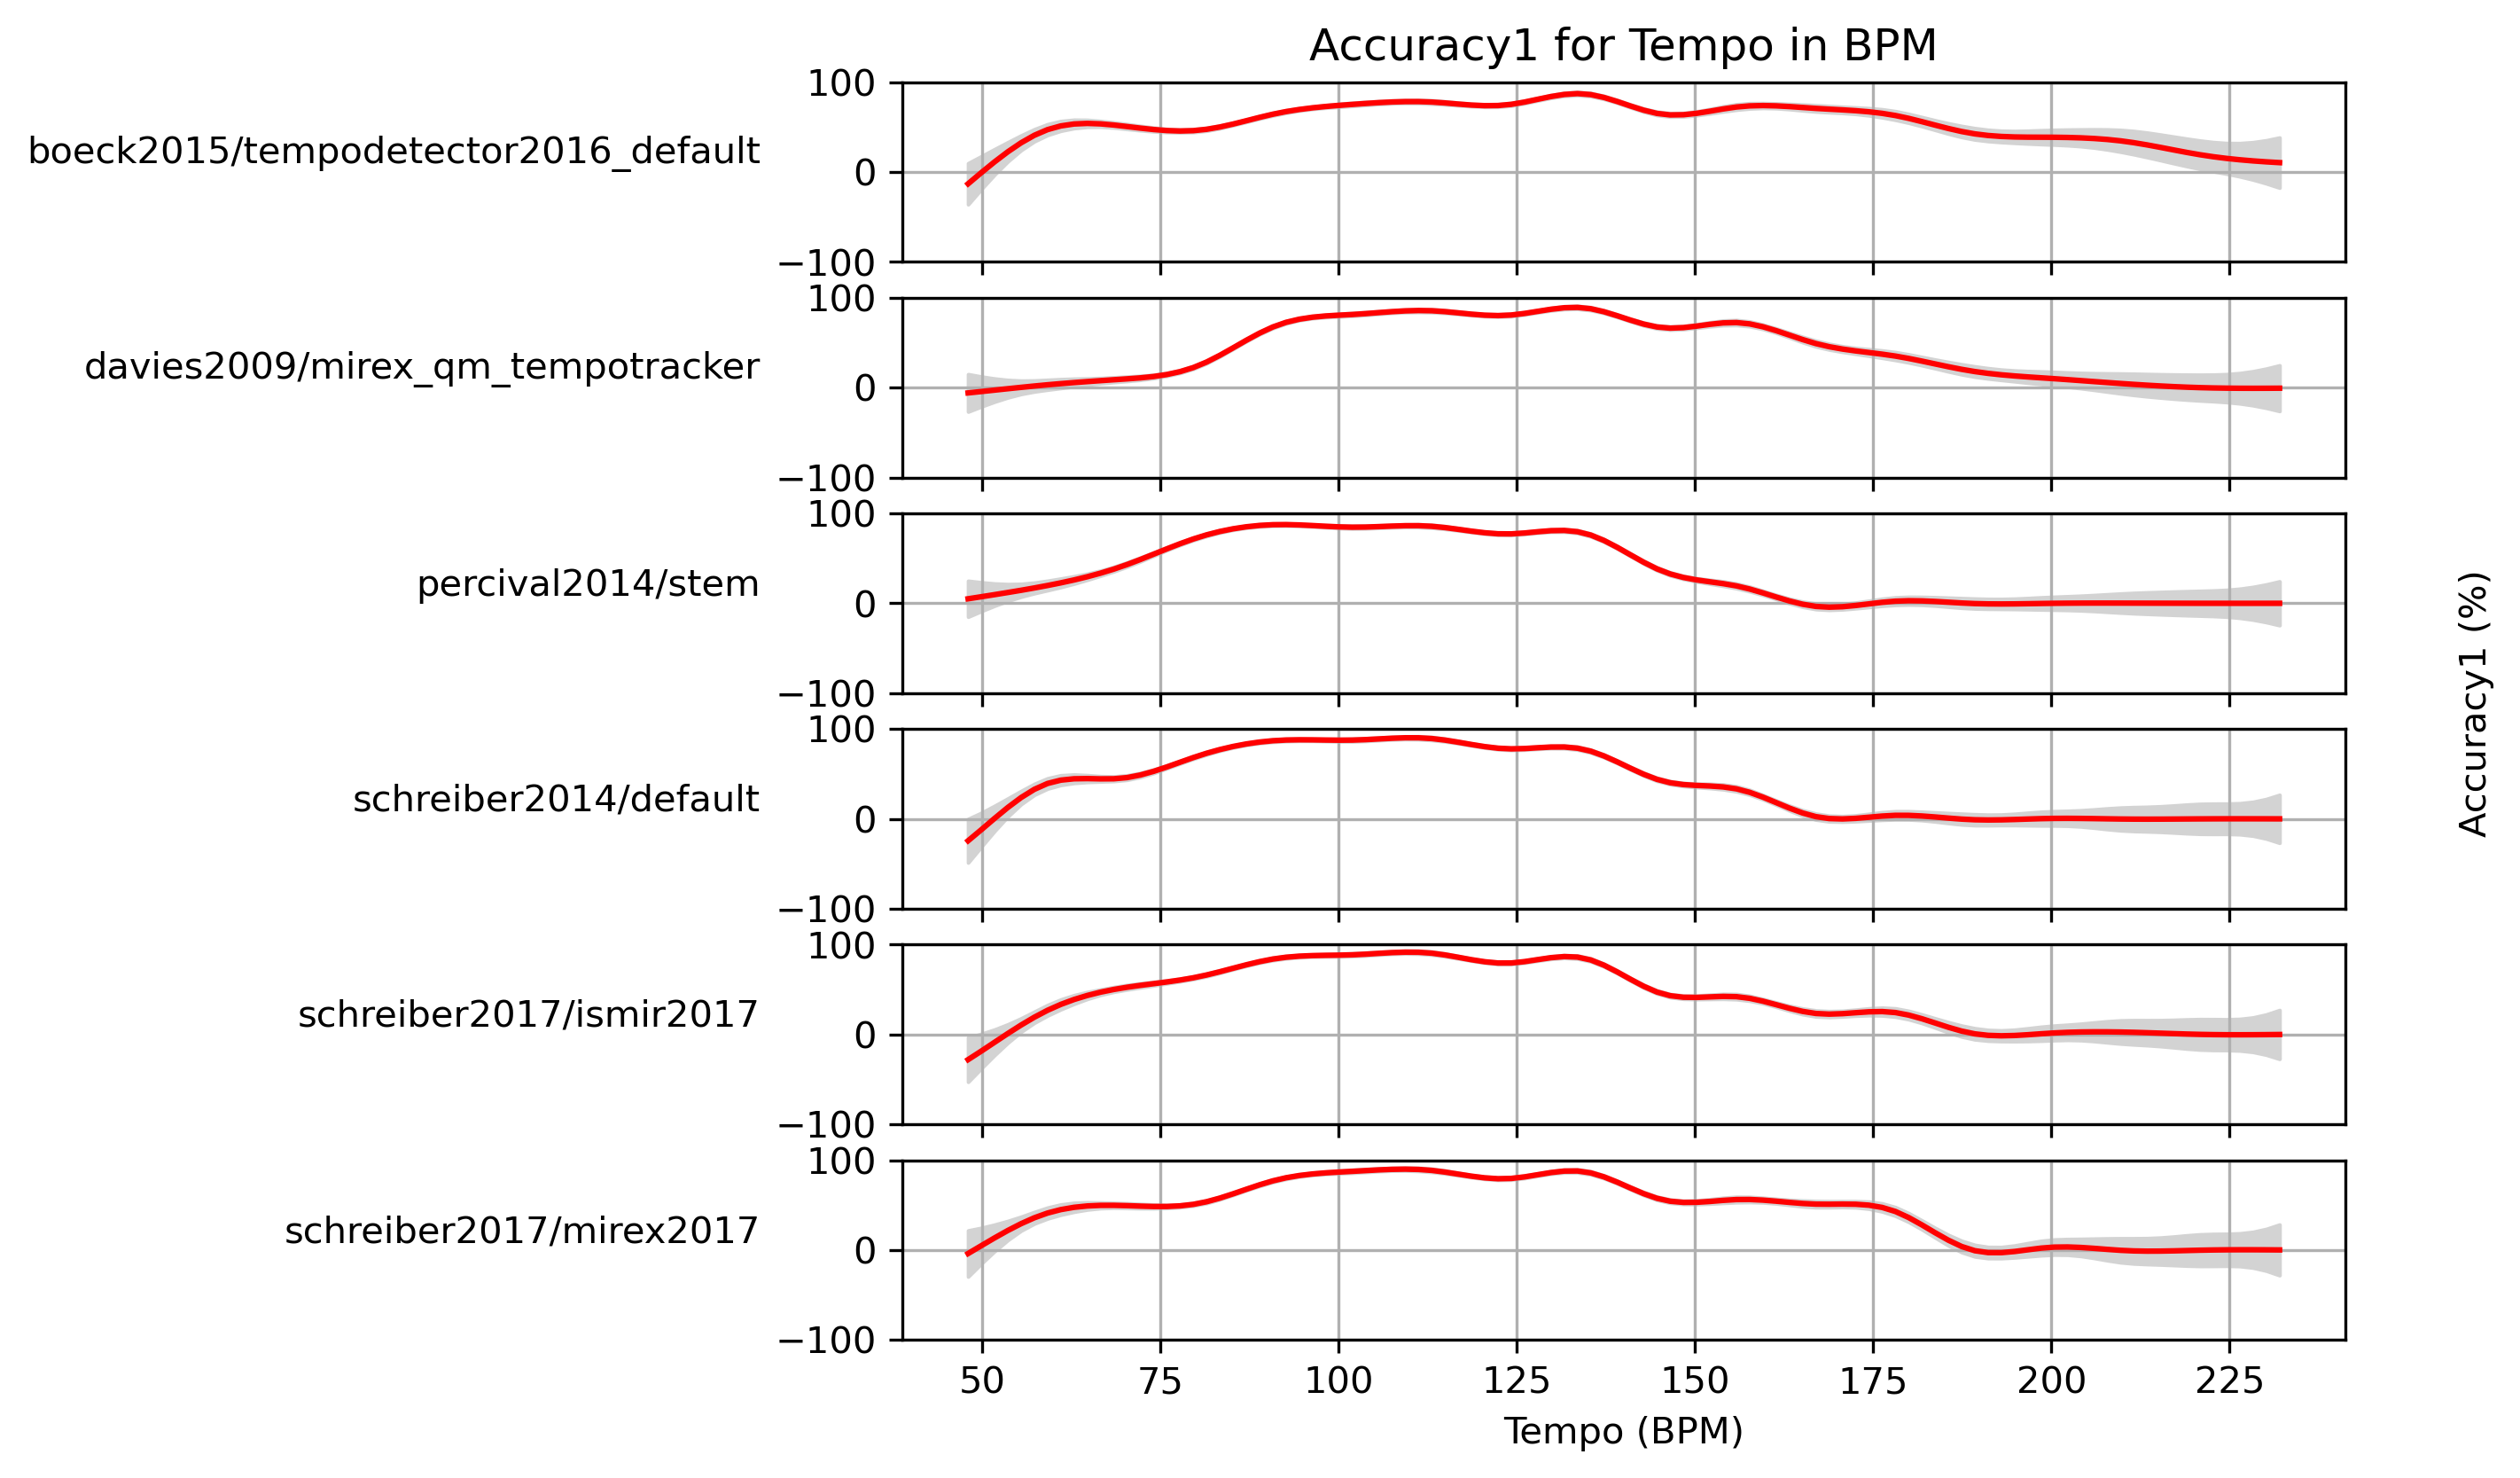 Accuracy1 for Tempo in BPM
boeck2015/tempodetector2016_default
100
0
−100
davies2009/mirex_qm_tempotracker
100
0
−100
percival2014/stem
100
0
−100
schreiber2014/default
100
0
−100
schreiber2017/ismir2017
100
0
−100
schreiber2017/mirex2017
100
0
−100
50 75 100 125 150 175 200 225
Tempo (BPM)
Accuracy1 (%)